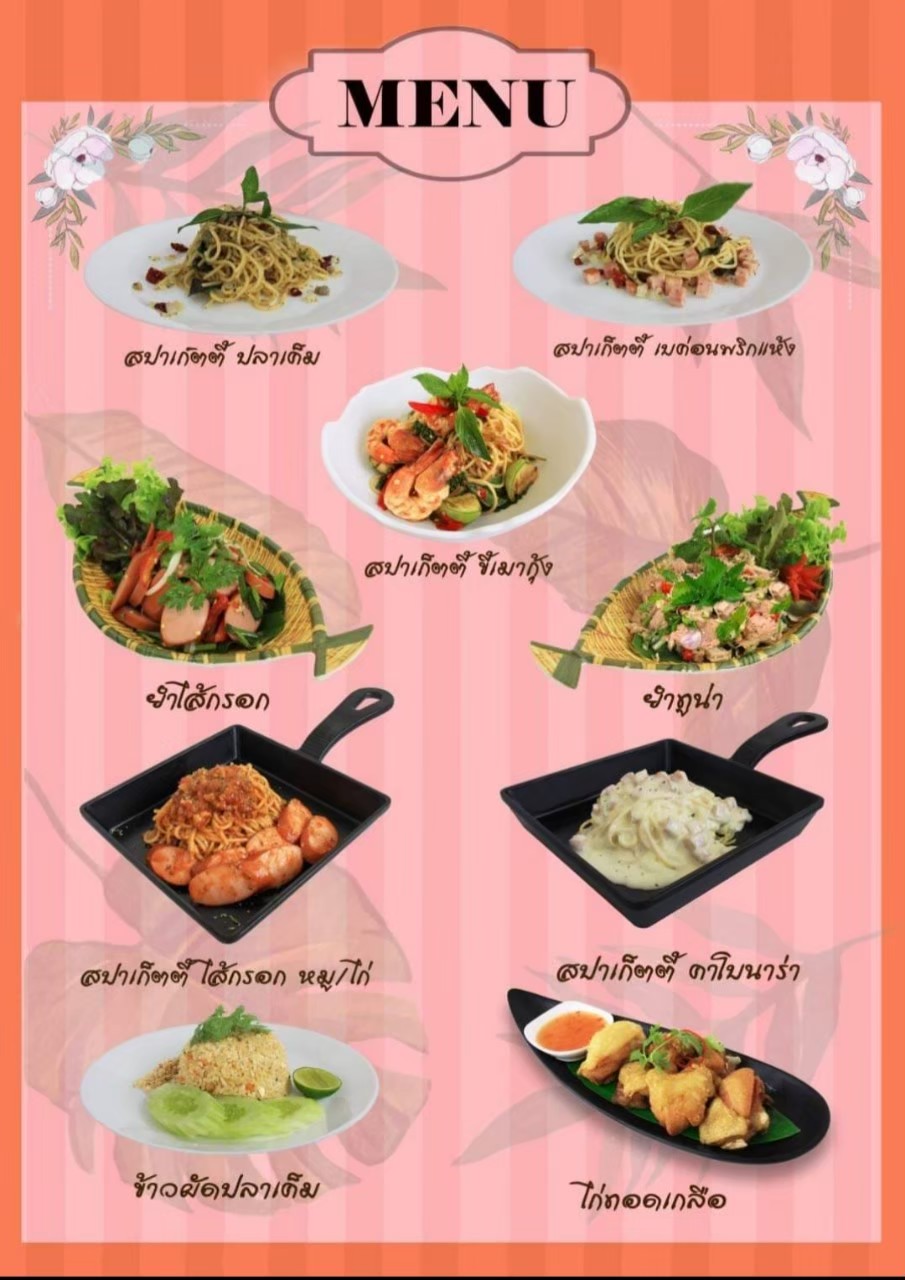 MENU
สปาเก็ตตี้ ปลาเค็ม
สปาเก็ตตี้ เบค่อนพริกแห้ง
สปาเก็ตตี้ ขี้เมากุ้ง
ยำไส้กรอก
ยำทูน่า
สปาเก็ตตี้ ไส้กรอก หมู/ไก่
สปาเก็ตตี้ คาโบนาร่า
ข้าวผัดปลาเค็ม
ไก่ทอดเกลือ